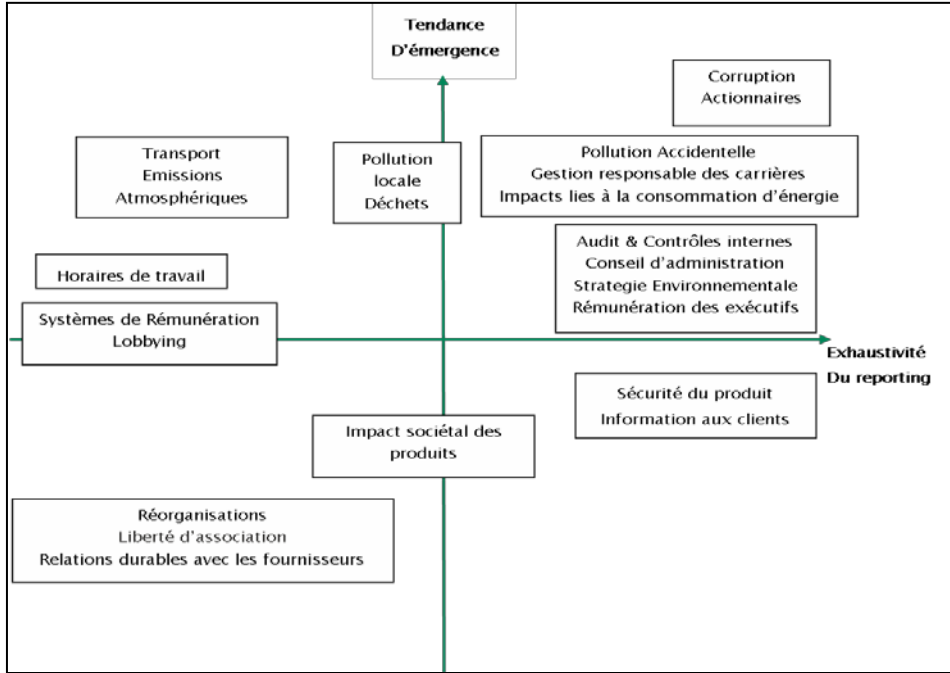 Tendance
D'émergence
Corruption
Actionnaires
Transport
Emissions
Atmosphériques
Pollution
locale
Déchets
Pollution Accidentelle
Gestion responsable des carrières
Impacts lies à la consommation d'énergie
Audit & Contrôles internes
Conseil d'administration
Strategie Environnementale
Rémunération des exécutifs
Horaires de travail
Systèmes de Rémunération
Lobbying
Exhaustivité
Du reporting
Sécurité du produit
Information aux clients
Impact sociétal des
produits
Réorganisations
Liberté d'association
Relations durables avec les fournisseurs